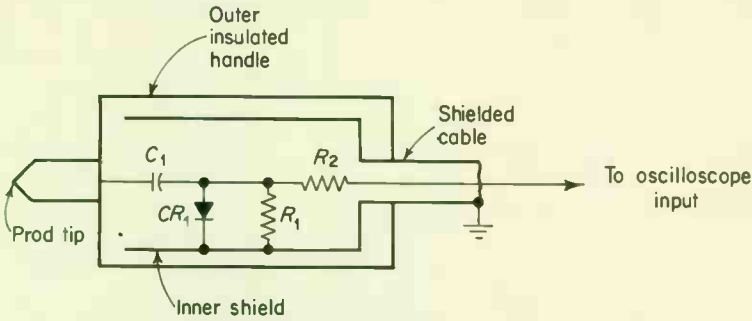 Outer
insulated
handle
Shielded
cable
C1
R2
To oscilloscope
input
CR1
R1
Prod tip
Inner shield